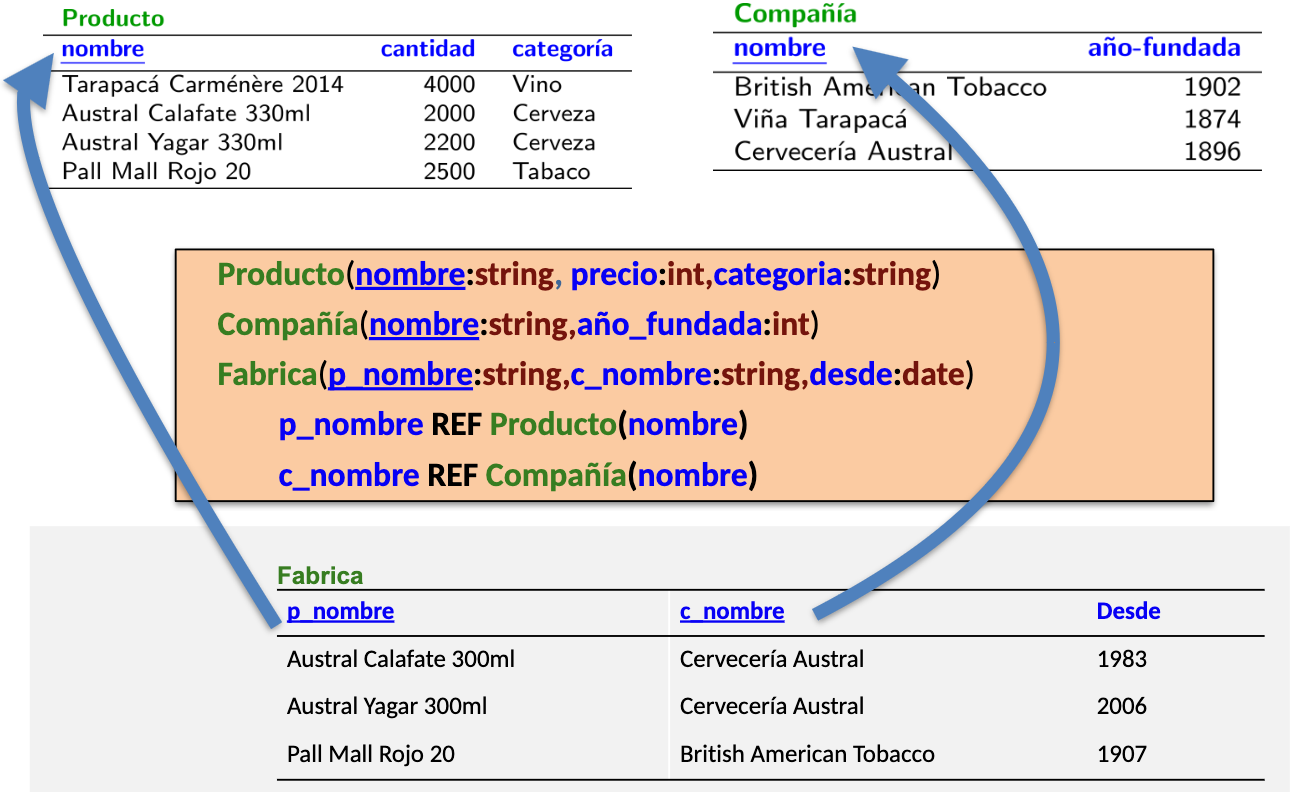 Producto
nombre cantidad categoría
Tarapacá Carménère 2014 4000 Vino
Austral Calafate 330ml 2000 Cerveza
Austral Yagar 330ml 2200 Cerveza
Pall Mall Rojo 20 2500 Tabaco
Compañía
nombre año-fundada
British American Tobacco 1902
Viña Tarapacá 1874
Cervecería Austral 1896
Producto(nombre:string, precio:int,categoria:string)
Compañía(nombre:string,año_fundada:int)
Fabrica(p_nombre:string,c_nombre:string,desde:date)
p_nombre REF Producto(nombre)
c_nombre REF Compañía(nombre)
Fabrica
p_nombre c_nombre Desde
Austral Calafate 300ml Cervecería Austral 1983
Austral Yagar 300ml Cervecería Austral 2006
Pall Mall Rojo 20 British American Tobacco 1907